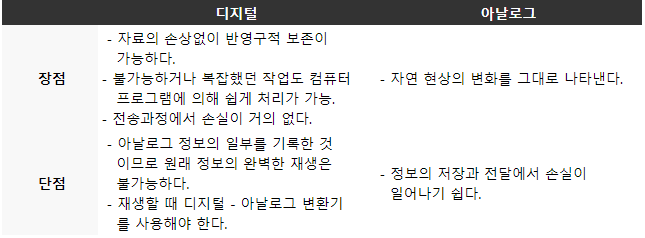 디지털 아날로그
장점
- 자료의 손상없이 반영구적 보존이
가능하다.
- 불가능하거나 복잡했던 작업도 컴퓨터
프로그램에 의해 쉽게 처리가 가능.
- 전송과정에서 손실이 거의 없다.
- 자연 현상의 변화를 그대로 나타낸다.
단점
- 아날로그 정보의 일부를 기록한 것
이므로 원래 정보의 완벽한 재생은
불가능하다.
- 재생할 때 디지털 - 아날로그 변환기
를 사용해야 한다.
- 정보의 저장과 전달에서 손실이
일어나기 쉽다.